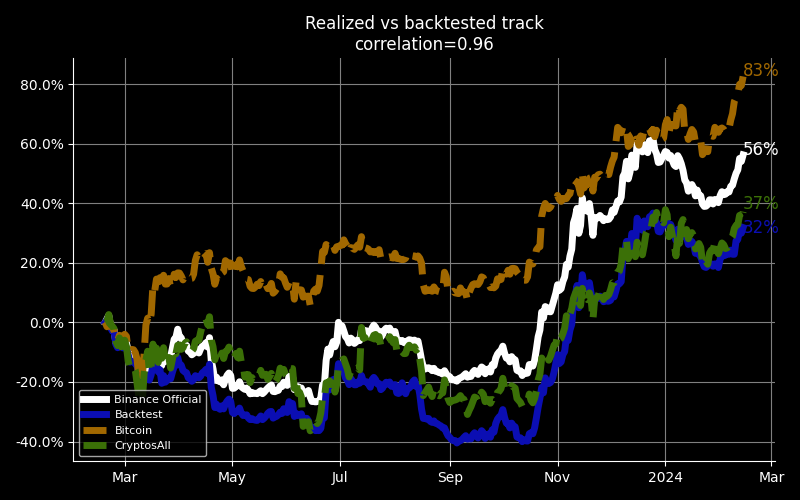 Realized vs backtested track
correlation=0.96
80.0%
60.0%
40.0%
20.0%
0.0%
-20.0%
-40.0%
83%
56%
37%
32%
Binance Official
Backtest
Bitcoin
CryptosAll
Mar
May
Jul
Sep
Nov
2024
Mar